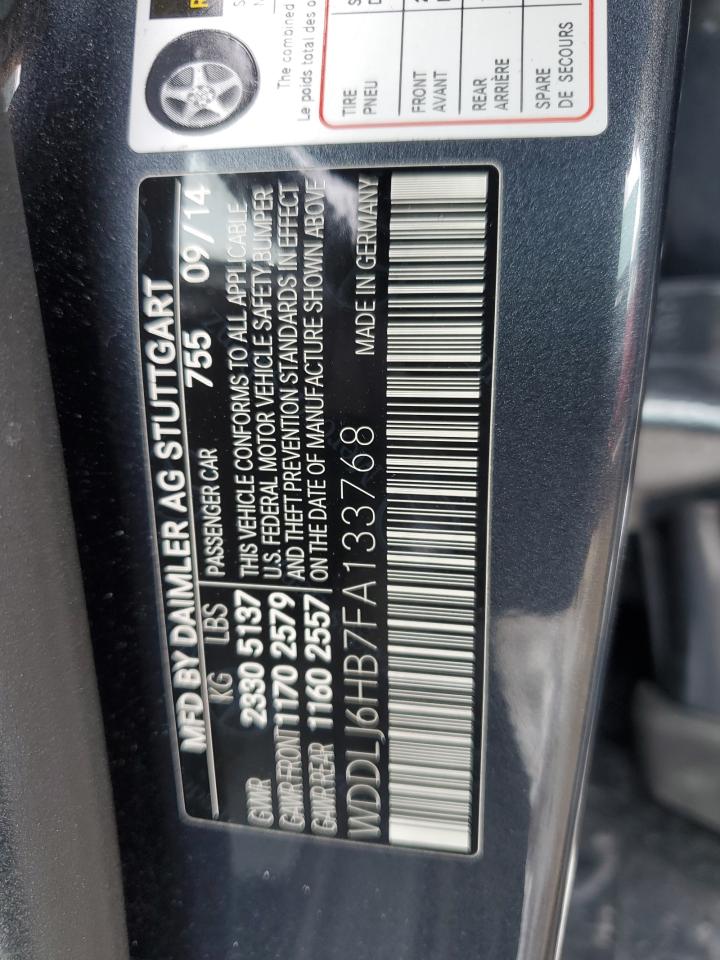 The combined
Le poids total des o
TIRE
PNEU
FRONT
AVANT
REAR
ARRIÈRE
SPARE
DE SECOURS
MFD BY DAIMLER AG STUTTGART
KG LBS PASSENGER CAR 755 09/14
GVWR 2330 5137 THIS VEHICLE CONFORMS TO ALL APPLICABLE
GAWR FRONT 1170 2579 U.S. FEDERAL MOTOR VEHICLE SAFETY, BUMPER
GAWR REAR 1160 2557 AND THEFT PREVENTION STANDARDS IN EFFECT
ON THE DATE OF MANUFACTURE SHOWN ABOVE
WDDLJ6HB7FA133768 MADE IN GERMANY